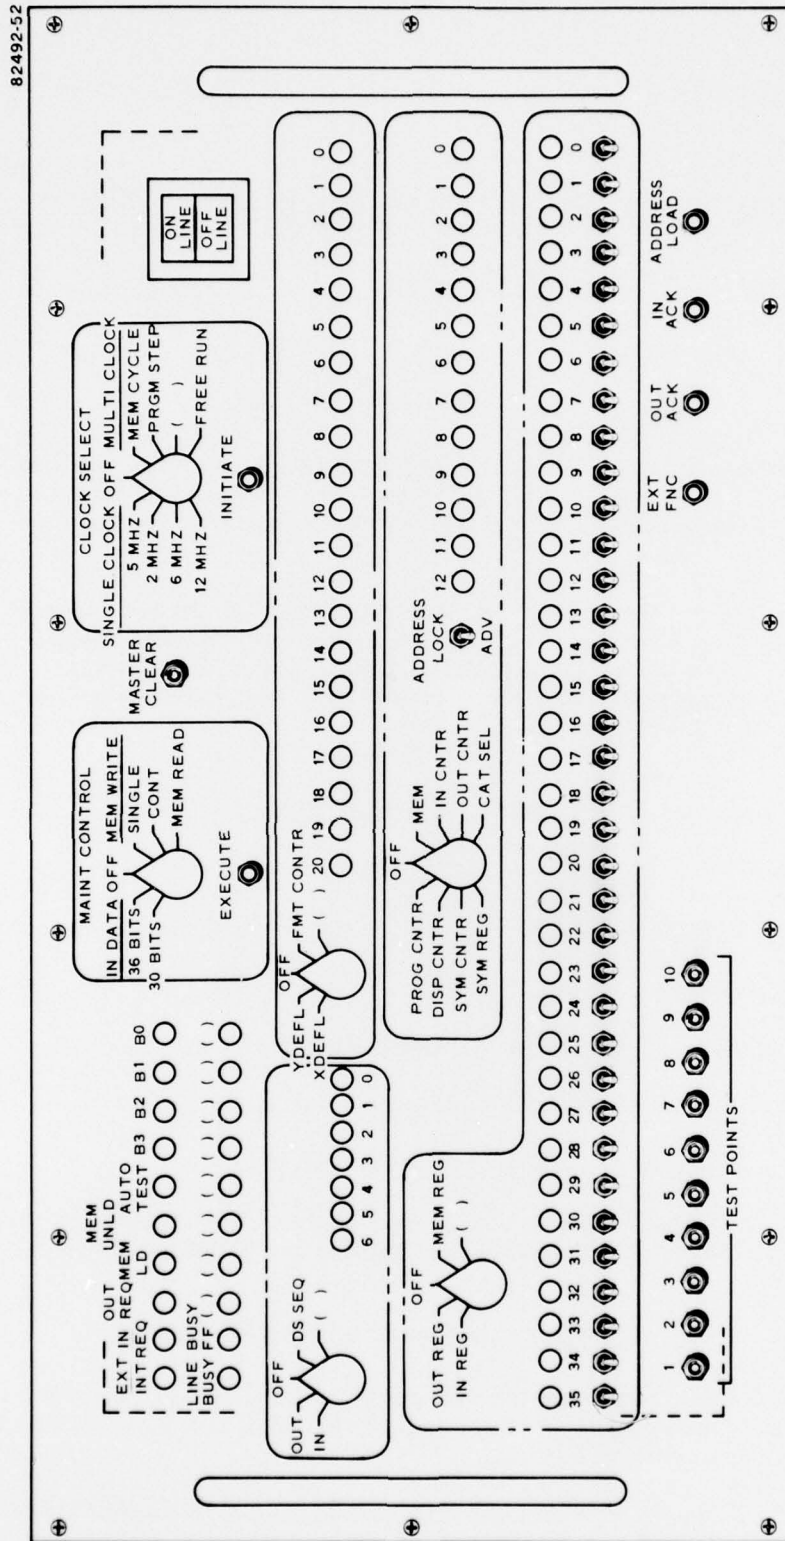 82492-52
MEM
OUT UNLD
EXT IN REQ MEM AUTO
INT REQ LD TEST B3 B2 B1 B0
LINE BUSY
BUSY FF ( ) ( ) ( ) ( ) ( ) ( ) ( )
MAINT CONTROL
IN DATA OFF MEM WRITE
36 BITS SINGLE
30 BITS CONT
MEM READ
EXECUTE
MASTER
CLEAR
CLOCK SELECT
SINGLE CLOCK OFF MULTI CLOCK
5 MHZ MEM CYCLE
2 MHZ PRGM STEP
6 MHZ ( )
12 MHZ FREE RUN
INITIATE
ON
LINE
OFF
LINE
OFF
OUT DS SEQ
IN ( )
6 5 4 3 2 1 0
OFF
YDEFL FMT CONTR
XDEFL ( )
20 19 18 17 16 15 14 13 12 11 10 9 8 7 6 5 4 3 2 1 0
OFF
PROG CNTR MEM
DISP CNTR IN CNTR
SYM CNTR OUT CNTR
SYM REG CAT SEL
ADDRESS
LOCK
ADV
12 11 10 9 8 7 6 5 4 3 2 1 0
OFF
OUT REG MEM REG
IN REG ( )
35 34 33 32 31 30 29 28 27 26 25 24 23 22 21 20 19 18 17 16 15 14 13 12 11 10 9 8 7 6 5 4 3 2 1 0
1 2 3 4 5 6 7 8 9 10
TEST POINTS
EXT
FNC
OUT
ACK
IN
ACK
ADDRESS
LOAD